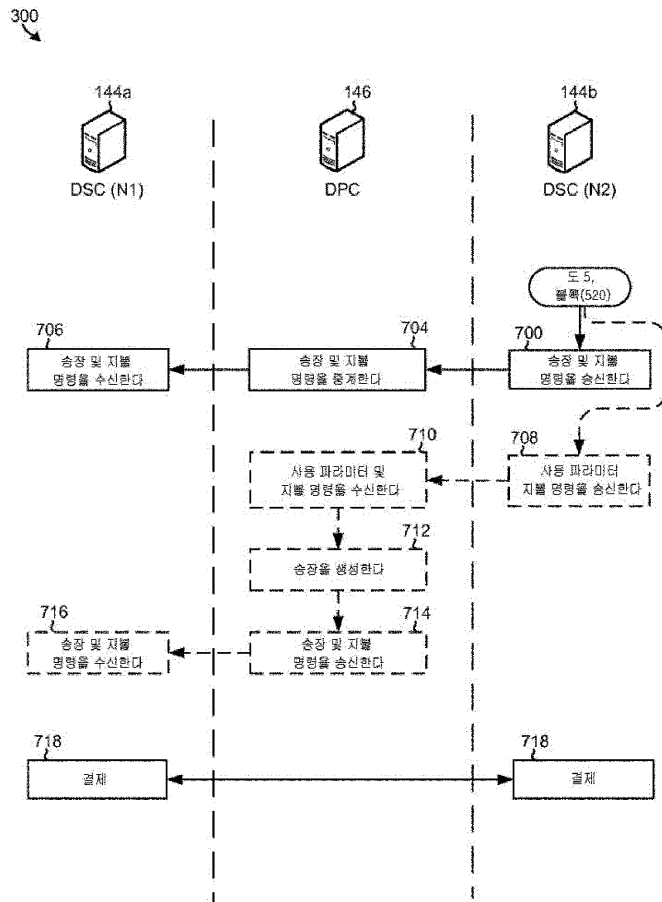 300
144a
146
144b
DSC (N1)
DPC
DSC (N2)
도 5,
블록(520)
706
704
700
송장 및 지불
명령을 수신한다
송장 및 지불
명령을 중계한다
송장 및 지불
명령을 송신한다
710
708
사용 파라미터 및
지불 명령을 수신한다
사용 파라미터
지불 명령을 송신한다
712
송장을 생성한다
716
714
송장 및 지불
명령을 수신한다
송장 및 지불
명령을 송신한다
718
718
결제
결제